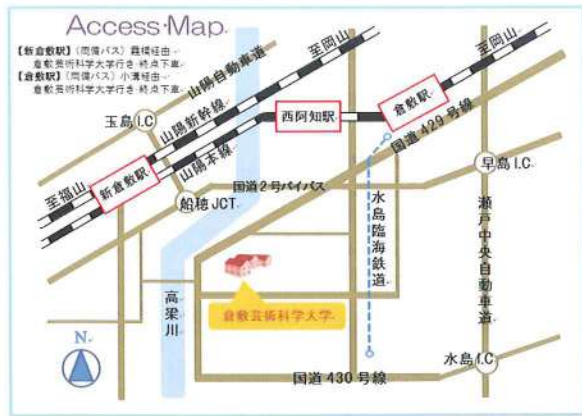 Access・Map
【新倉敷駅】(両備バス) 霞橋経由
倉敷芸術科学大学行き・終点下車
【倉敷駅】(両備バス) 小溝経由
倉敷芸術科学大学行き・終点下車
至岡山
至岡山
山陽自動車道
玉島I.C
山陽新幹線
西阿知駅
倉敷駅
国道429号線
山陽本線
新倉敷駅
至福山
早島I.C
国道2号バイパス
船穂JCT
水島臨海鉄道
瀬戸中央自動車道
高梁川
倉敷芸術科学大学
N
水島I.C
国道430号線